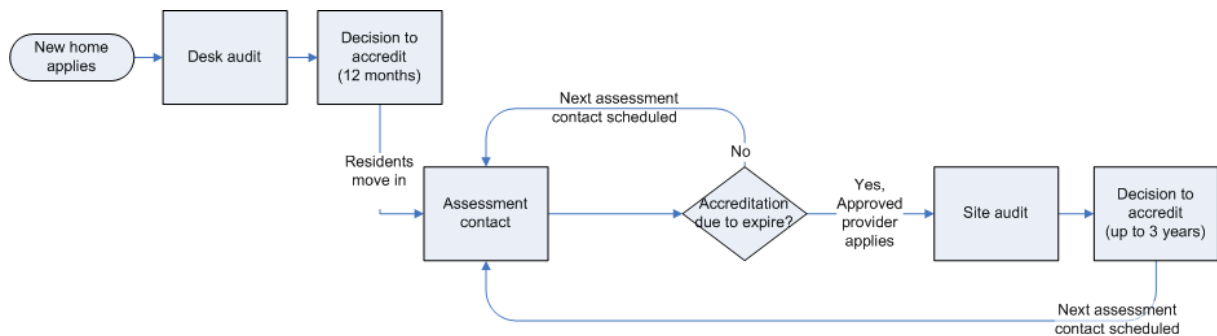 New home
applies
Desk audit
Decision to
accredit
(12 months)
Next assessment
contact scheduled
No
Residents
move in
Assessment
contact
Accreditation
due to expire?
Yes,
Approved
provider
applies
Site audit
Decision to
accredit
(up to 3 years)
Next assessment
contact scheduled